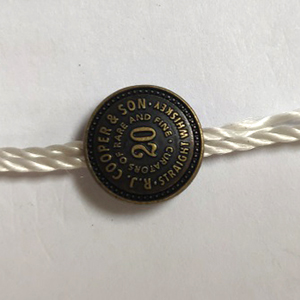 R.J. COOPER & SON · STRAIGHT WHISKEY ·
CURATORS OF RARE AND FINE ·
20